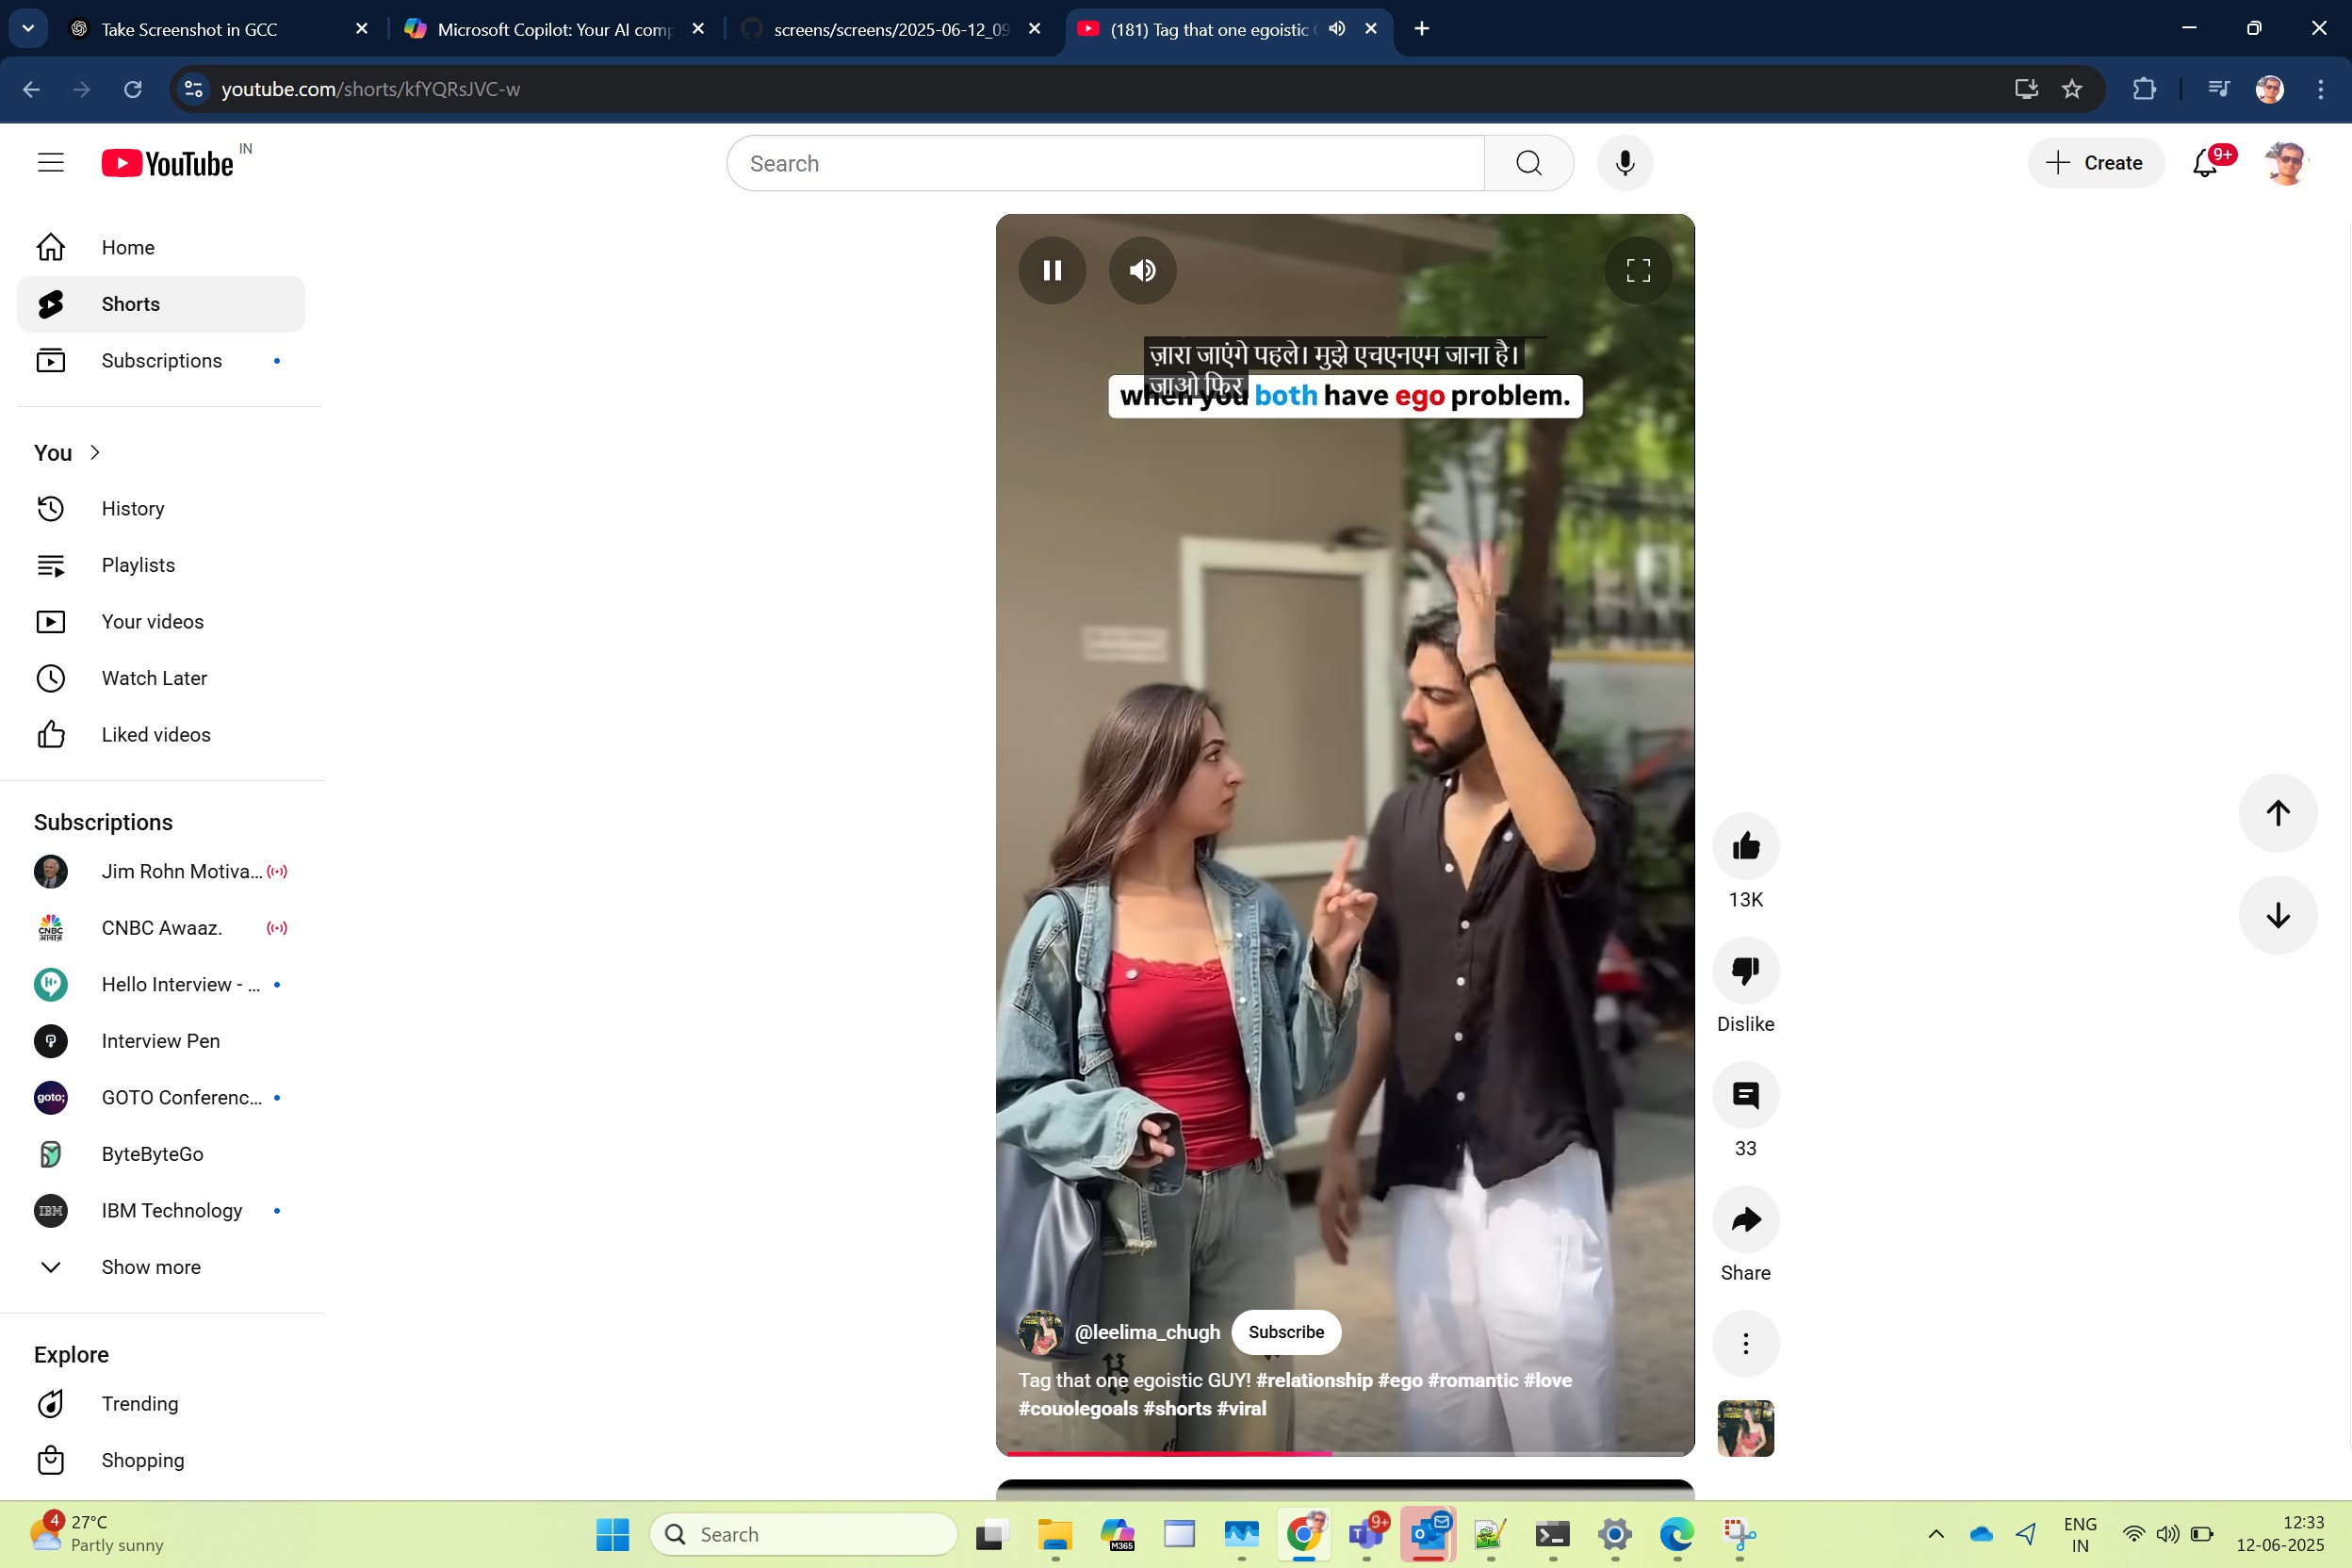 Take Screenshot in GCC
Microsoft Copilot: Your AI comp
screens/screens/2025-06-12_09
(181) Tag that one egoistic
youtube.com/shorts/kfYQRsJVC-w
YouTube IN
Search
Create
9+
Home
Shorts
Subscriptions
You
History
Playlists
Your videos
Watch Later
Liked videos
Subscriptions
Jim Rohn Motiva...
CNBC Awaaz.
Hello Interview - ...
Interview Pen
goto;
GOTO Conferenc...
ByteByteGo
IBM
IBM Technology
Show more
Explore
Trending
Shopping
ज़ारा जाएंगे पहले। मुझे एचएनएम जाना है।
जाओ फिर
when you both have ego problem.
@leelima_chugh
Subscribe
Tag that one egoistic GUY! #relationship #ego #romantic #love
#couolegoals #shorts #viral
13K
Dislike
33
Share
4
27°C
Partly sunny
Search
M365
9+
ENG
IN
12:33
12-06-2025